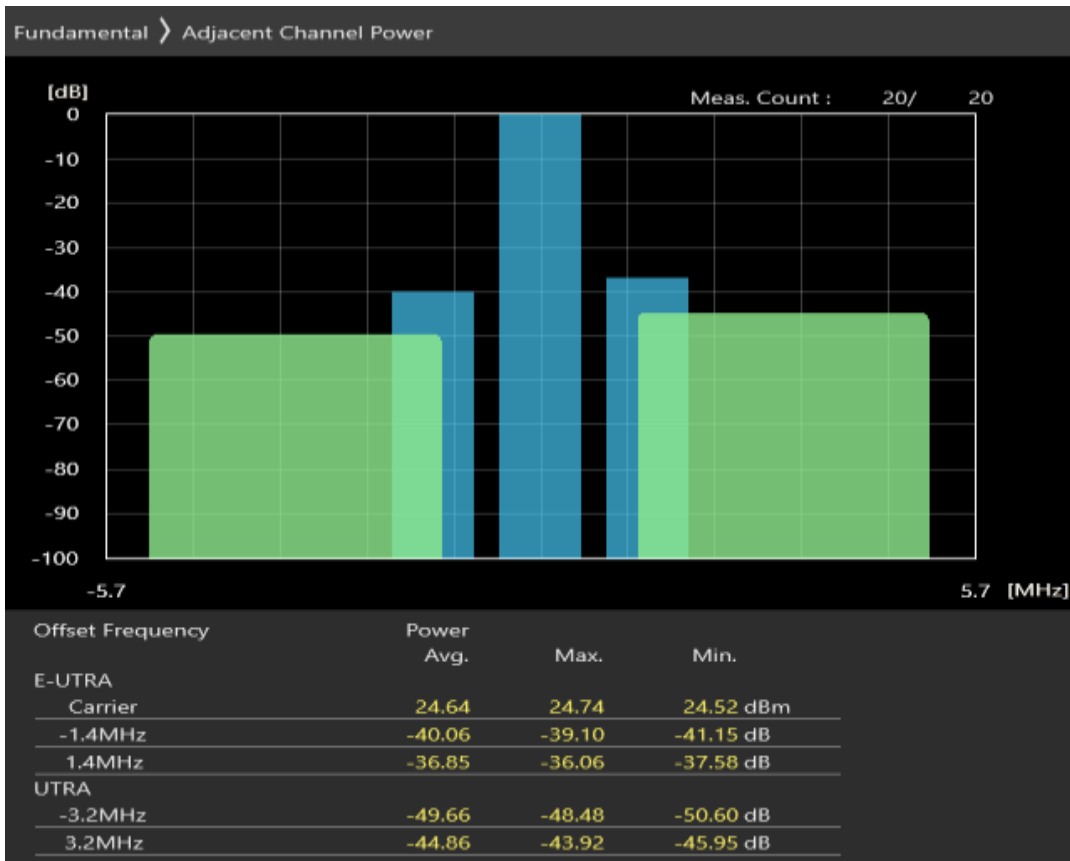 Fundamental 〉 Adjacent Channel Power
[dB]
Meas. Count : 20/ 20
0
-10
-20
-30
-40
-50
-60
-70
-80
-90
-100
-5.7 5.7 [MHz]
Offset Frequency Power
Avg. Max. Min.
E-UTRA
Carrier 24.64 24.74 24.52 dBm
-1.4MHz -40.06 -39.10 -41.15 dB
1.4MHz -36.85 -36.06 -37.58 dB
UTRA
-3.2MHz -49.66 -48.48 -50.60 dB
3.2MHz -44.86 -43.92 -45.95 dB